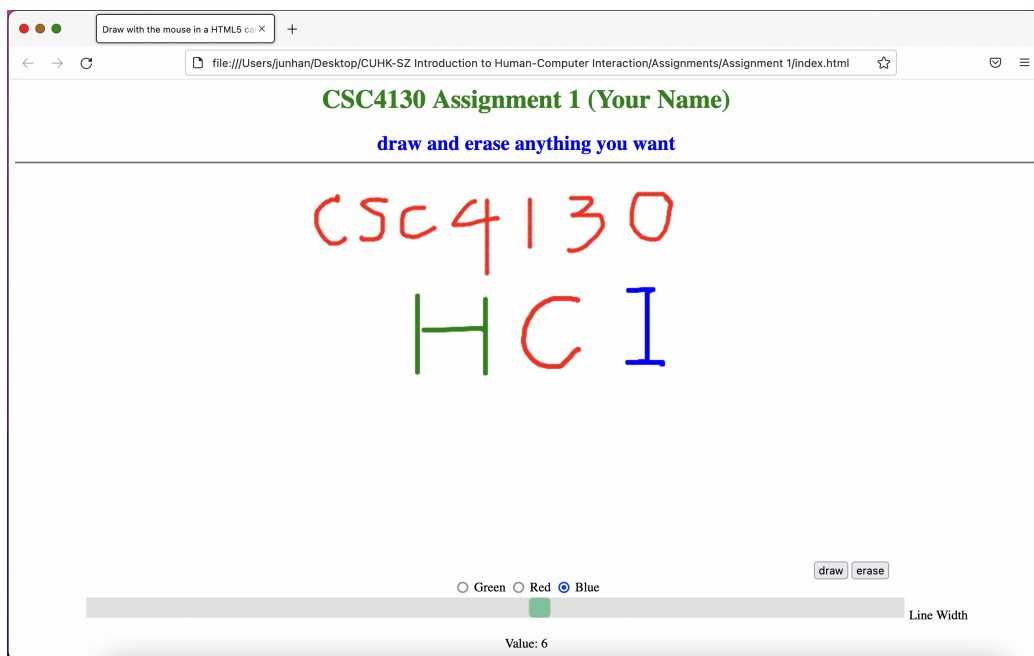 Draw with the mouse in a HTML5 ca
file:///Users/junhan/Desktop/CUHK-SZ Introduction to Human-Computer Interaction/Assignments/Assignment 1/index.html
CSC4130 Assignment 1 (Your Name)
draw and erase anything you want
CSC4130
HCI
draw erase
Green Red Blue
Line Width
Value: 6